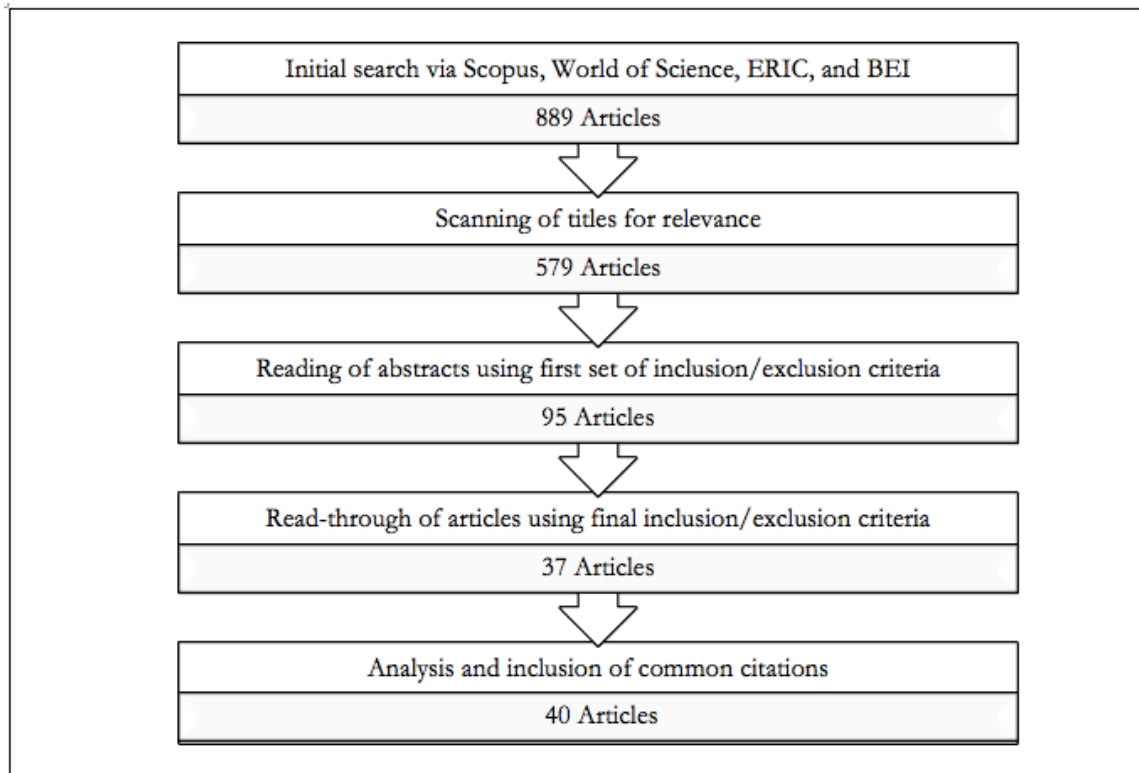 Initial search via Scopus, World of Science, ERIC, and BEI
889 Articles
Scanning of titles for relevance
579 Articles
Reading of abstracts using first set of inclusion/exclusion criteria
95 Articles
Read-through of articles using final inclusion/exclusion criteria
37 Articles
Analysis and inclusion of common citations
40 Articles